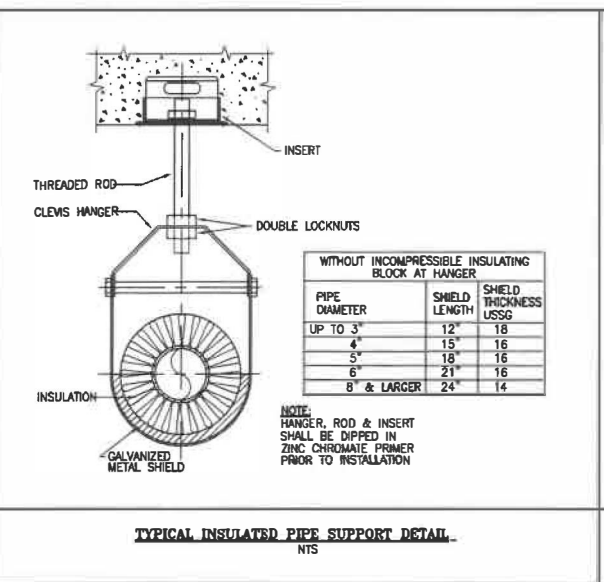 INSERT
THREADED ROD
CLEVIS HANGER
DOUBLE LOCKNUTS
WITHOUT INCOMPRESSIBLE INSULATING
BLOCK AT HANGER
PIPE DIAMETER SHIELD LENGTH SHIELD THICKNESS USSG
UP TO 3" 12" 18
4" 15" 16
5" 18" 16
6" 21" 16
8" & LARGER 24" 14
INSULATION
GALVANIZED
METAL SHIELD
NOTE:
HANGER, ROD & INSERT
SHALL BE DIPPED IN
ZINC CHROMATE PRIMER
PRIOR TO INSTALLATION
TYPICAL INSULATED PIPE SUPPORT DETAIL
NTS